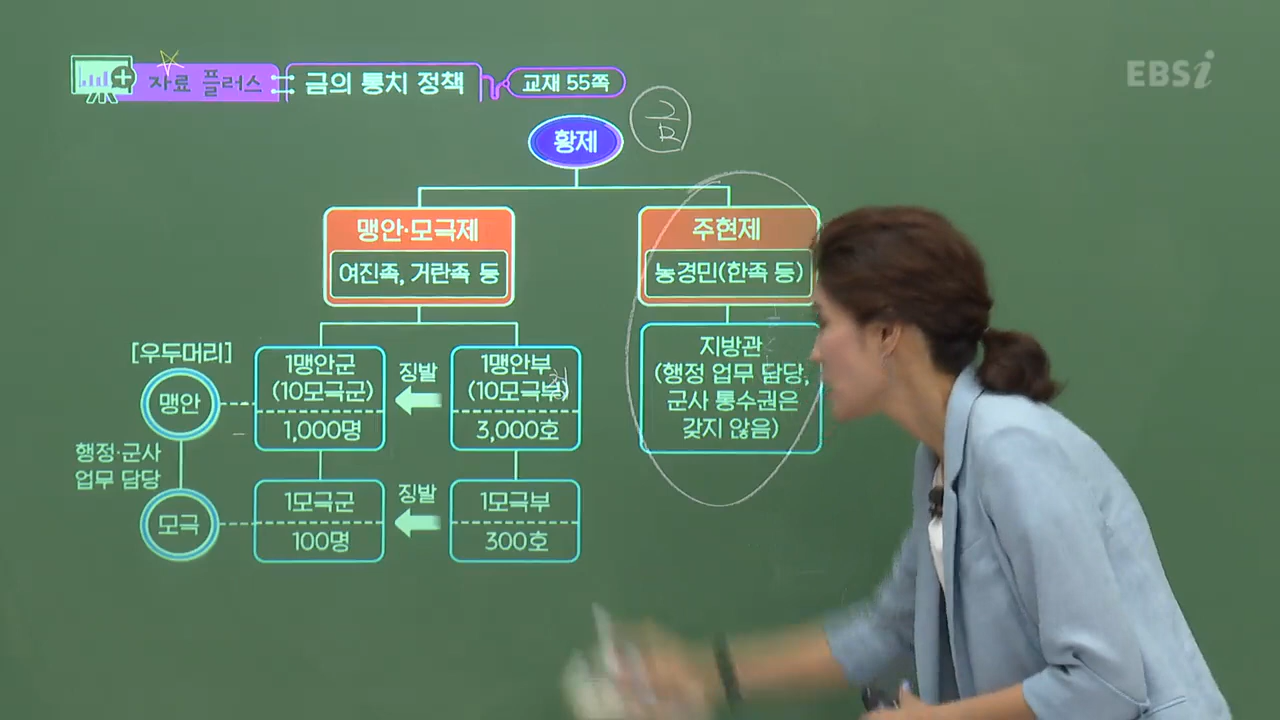 자료 플러스
금의 통치 정책
교재 55쪽
EBSi
황제
금
맹안·모극제
여진족, 거란족 등
주현제
농경민(한족 등)
[우두머리]
맹안
행정·군사
업무 담당
모극
1맹안군
(10모극군)
1,000명
징발
1맹안부
(10모극부)
3,000호
1모극군
100명
징발
1모극부
300호
지방관
(행정 업무 담당,
군사 통수권은
갖지 않음)